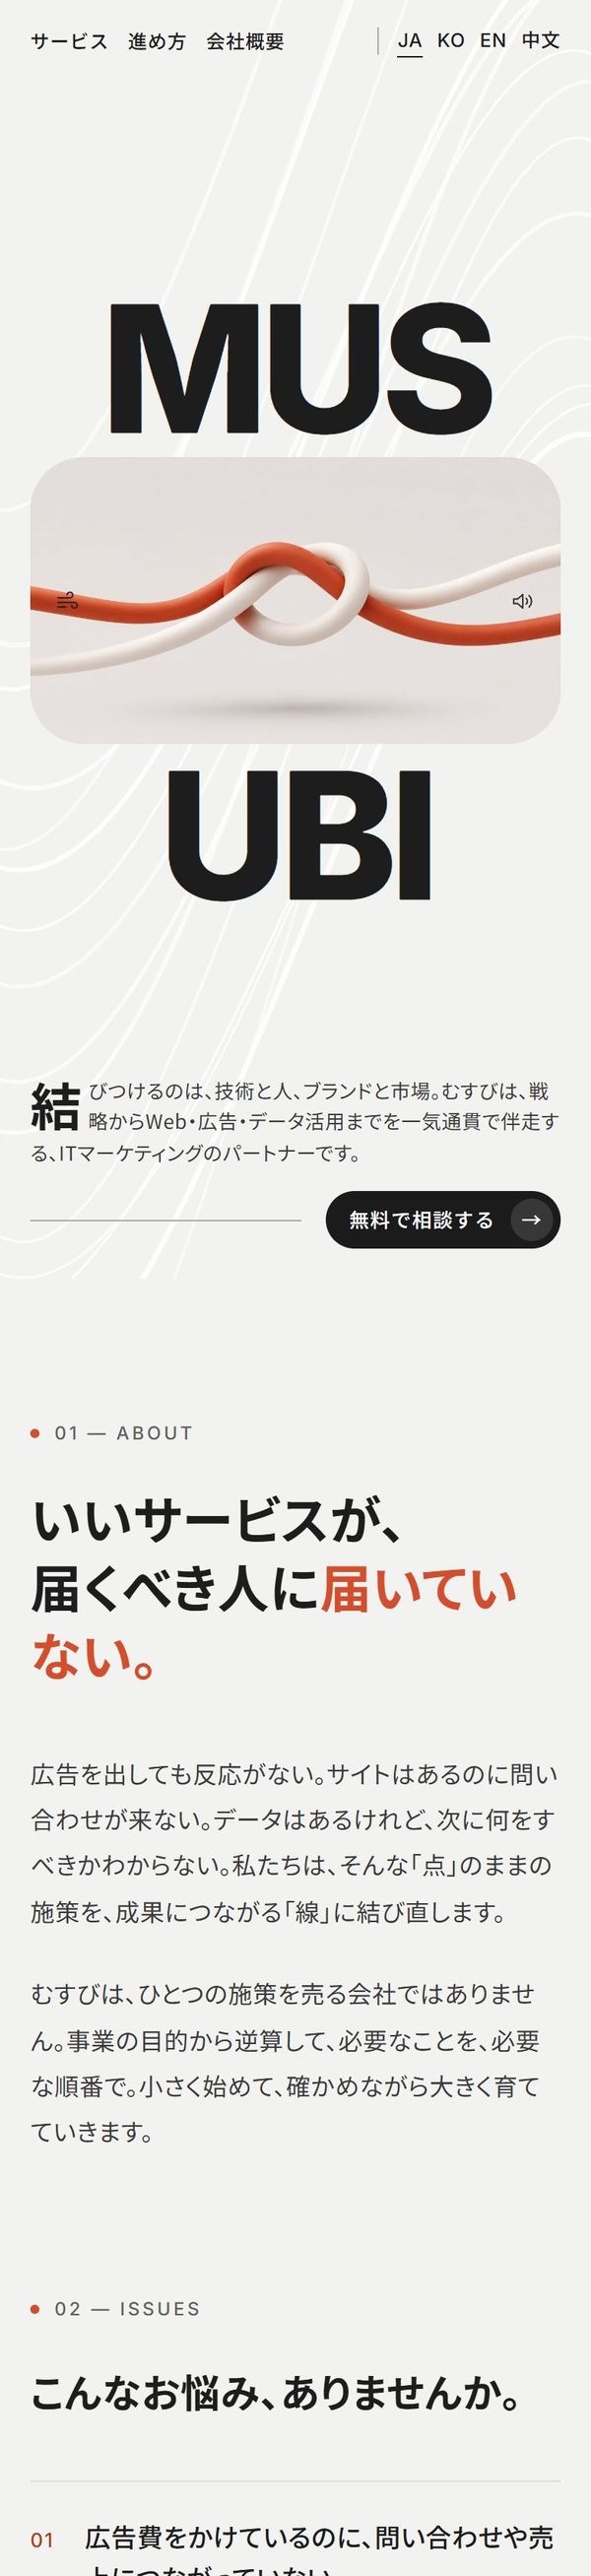 サービス 進め方 会社概要 JA KO EN 中文
MUS
UBI
結びつけるのは、技術と人、ブランドと市場。むすびは、戦
略からWeb・広告・データ活用までを一気通貫で伴走す
る、ITマーケティングのパートナーです。
無料で相談する →
01 — ABOUT
いいサービスが、
届くべき人に届いてい
ない。
広告を出しても反応がない。サイトはあるのに問い
合わせが来ない。データはあるけれど、次に何をす
べきかわからない。私たちは、そんな「点」のままの
施策を、成果につながる「線」に結び直します。
むすびは、ひとつの施策を売る会社ではありませ
ん。事業の目的から逆算して、必要なことを、必要
な順番で。小さく始めて、確かめながら大きく育て
ていきます。
02 — ISSUES
こんなお悩み、ありませんか。
01 広告費をかけているのに、問い合わせや売
上につながっていない